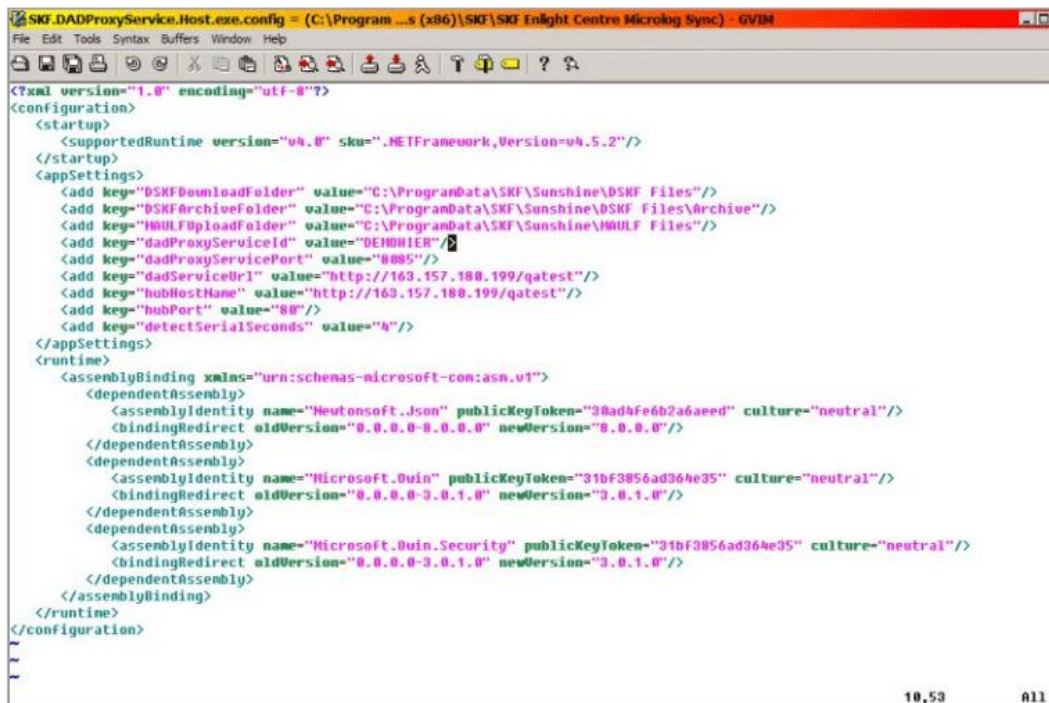 SKF.DADProxyService.Host.exe.config = (C:\Program ...s (x86)\SKF\SKF Enlight Centre Microlog Sync) - GVIM
File Edit Tools Syntax Buffers Window Help
<?xml version="1.0" encoding="utf-8"?>
<configuration>
<startup>
<supportedRuntime version="v4.0" sku=".NETFramework,Version=v4.5.2"/>
</startup>
<appSettings>
<add key="DSKFDownloadFolder" value="C:\ProgramData\SKF\Sunshine\DSKF Files"/>
<add key="DSKFArchiveFolder" value="C:\ProgramData\SKF\Sunshine\DSKF Files\Archive"/>
<add key="MAULFUploadFolder" value="C:\ProgramData\SKF\Sunshine\MAULF Files"/>
<add key="dadProxyServiceId" value="DEMOHIER"/>
<add key="dadProxyServicePort" value="8085"/>
<add key="dadServiceUrl" value="http://163.157.180.199/qatest"/>
<add key="hubHostName" value="http://163.157.180.199/qatest"/>
<add key="hubPort" value="80"/>
<add key="detectSerialSeconds" value="4"/>
</appSettings>
<runtime>
<assemblyBinding xmlns="urn:schemas-microsoft-com:asm.v1">
<dependentAssembly>
<assemblyIdentity name="Newtonsoft.Json" publicKeyToken="30ad4fe6b2a6aeed" culture="neutral"/>
<bindingRedirect oldVersion="0.0.0.0-8.0.0.0" newVersion="8.0.0.0"/>
</dependentAssembly>
<dependentAssembly>
<assemblyIdentity name="Microsoft.Owin" publicKeyToken="31bf3856ad364e35" culture="neutral"/>
<bindingRedirect oldVersion="0.0.0.0-3.0.1.0" newVersion="3.0.1.0"/>
</dependentAssembly>
<dependentAssembly>
<assemblyIdentity name="Microsoft.Owin.Security" publicKeyToken="31bf3856ad364e35" culture="neutral"/>
<bindingRedirect oldVersion="0.0.0.0-3.0.1.0" newVersion="3.0.1.0"/>
</dependentAssembly>
</assemblyBinding>
</runtime>
</configuration>
~
~
~
10,53 All